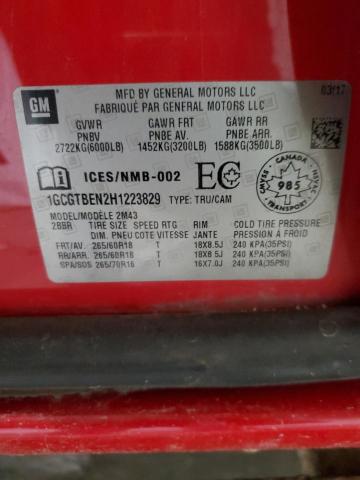 GM
MFD BY GENERAL MOTORS LLC
FABRIQUÉ PAR GENERAL MOTORS LLC
03/17
GVWR GAWR FRT GAWR RR
PNBV PNBE AV. PNBE ARR.
2722KG(6000LB) 1452KG(3200LB) 1588KG(3500LB)
ICES/NMB-002 EC
CANADA
CMVSS 985 NSVAC
TRANSPORT
1GCGTBEN2H1223829 TYPE: TRU/CAM
MODEL/MODÈLE 2M43
2BBR TIRE SIZE SPEED RTG RIM COLD TIRE PRESSURE
DIM. PNEU COTE VITESSE JANTE PRESSION À FROID
FRT/AV. 265/60R18 T 18X8.5J 240 KPA(35PSI)
RR/ARR. 265/60R18 T 18X8.5J 240 KPA(35PSI)
SPA/SOS 265/70R16 T 16X7.0J 240 KPA(35PSI)